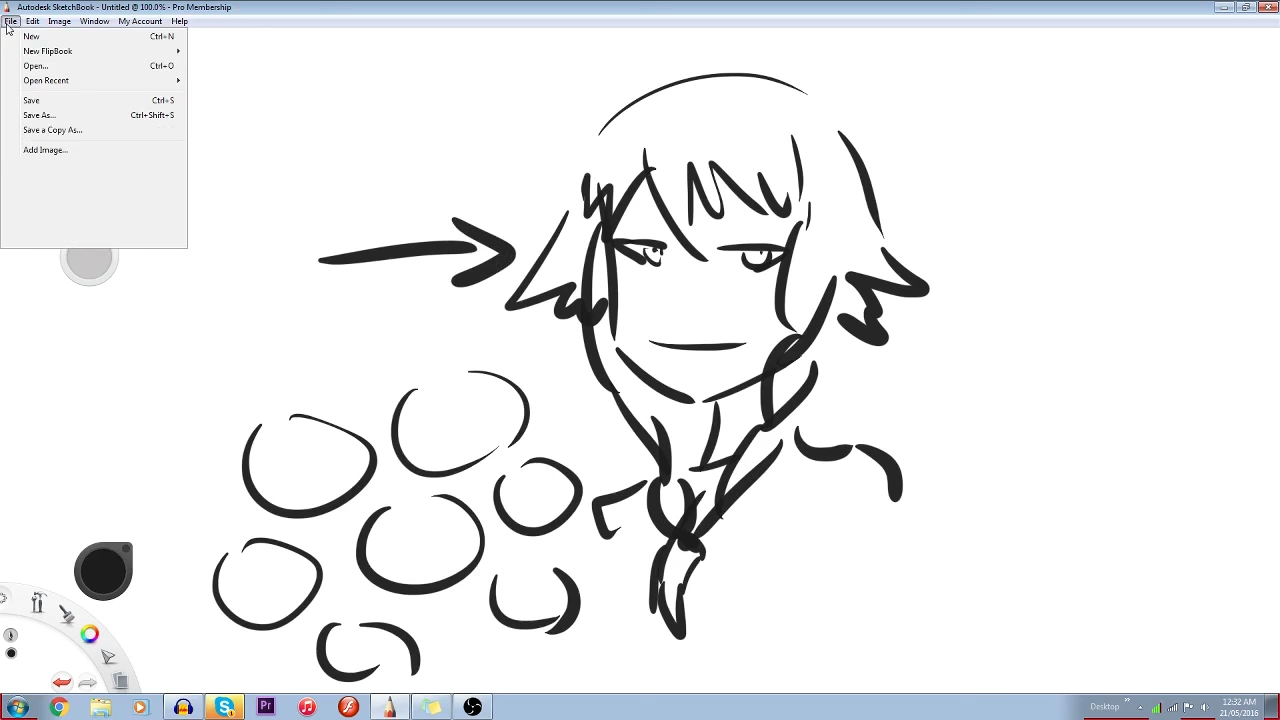 Autodesk SketchBook - Untitled @ 100.0% - Pro Membership
File Edit Image Window My Account Help
New Ctrl+N
New FlipBook
Open... Ctrl+O
Open Recent
Save Ctrl+S
Save As... Ctrl+Shift+S
Save a Copy As...
Add Image...
Pr
Desktop
12:32 AM
21/05/2016